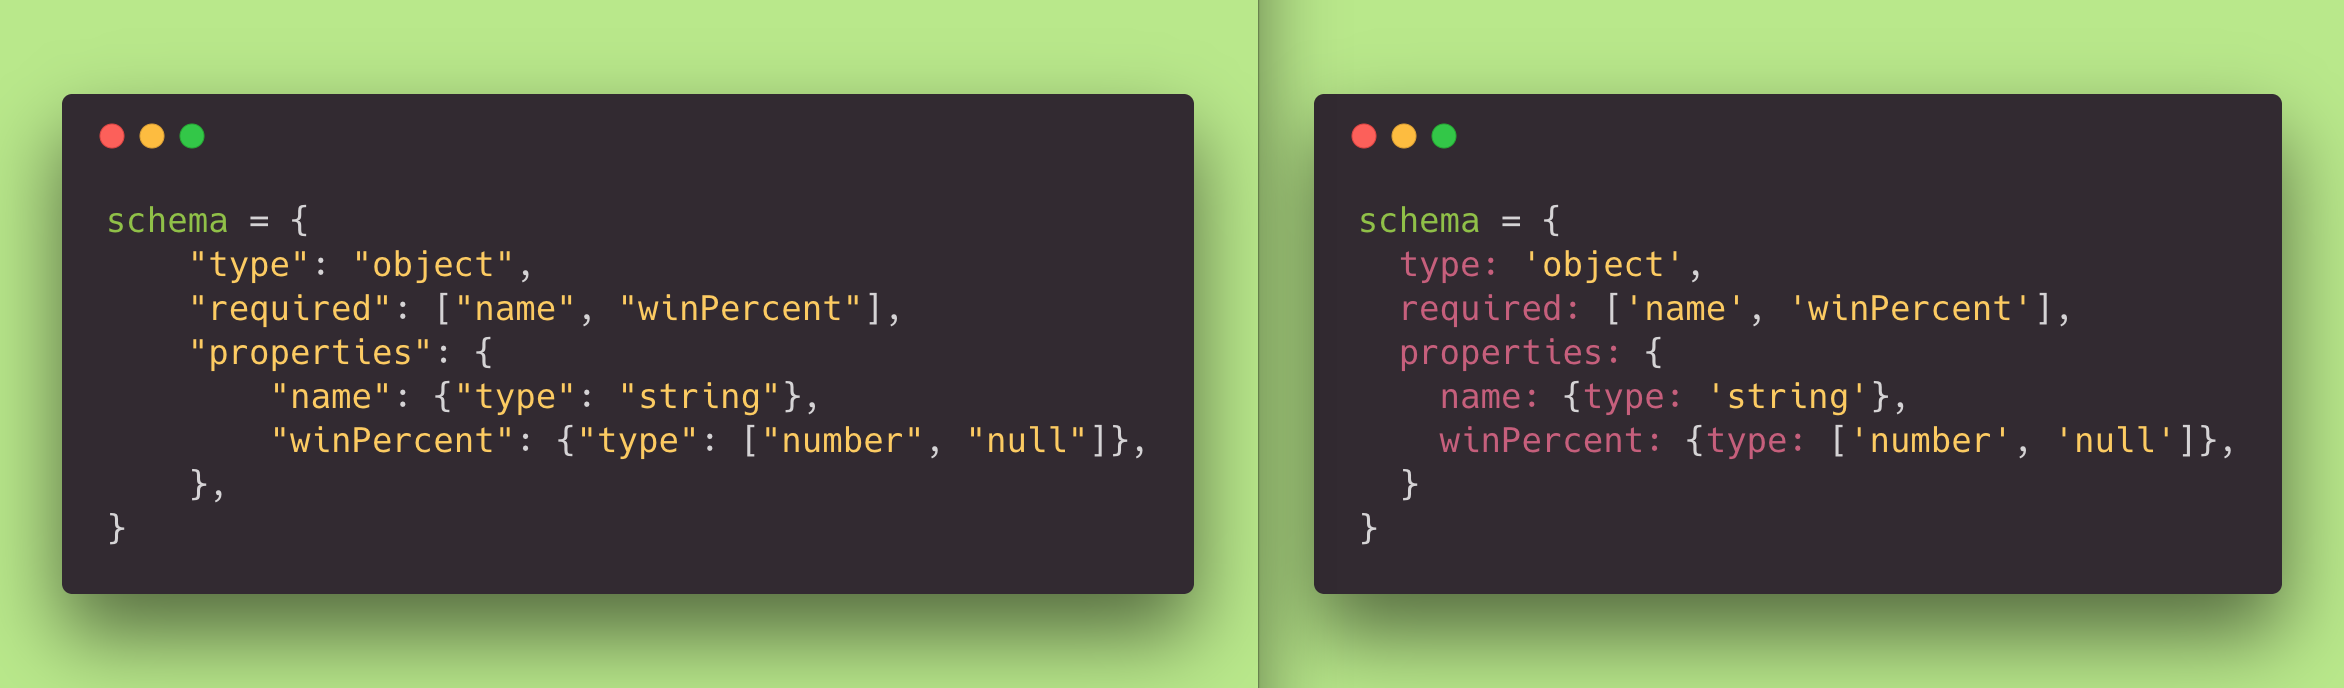 schema = {
    "type": "object",
    "required": ["name", "winPercent"],
    "properties": {
        "name": {"type": "string"},
        "winPercent": {"type": ["number", "null"]},
    },
}
schema = {
  type: 'object',
  required: ['name', 'winPercent'],
  properties: {
    name: {type: 'string'},
    winPercent: {type: ['number', 'null']},
  }
}